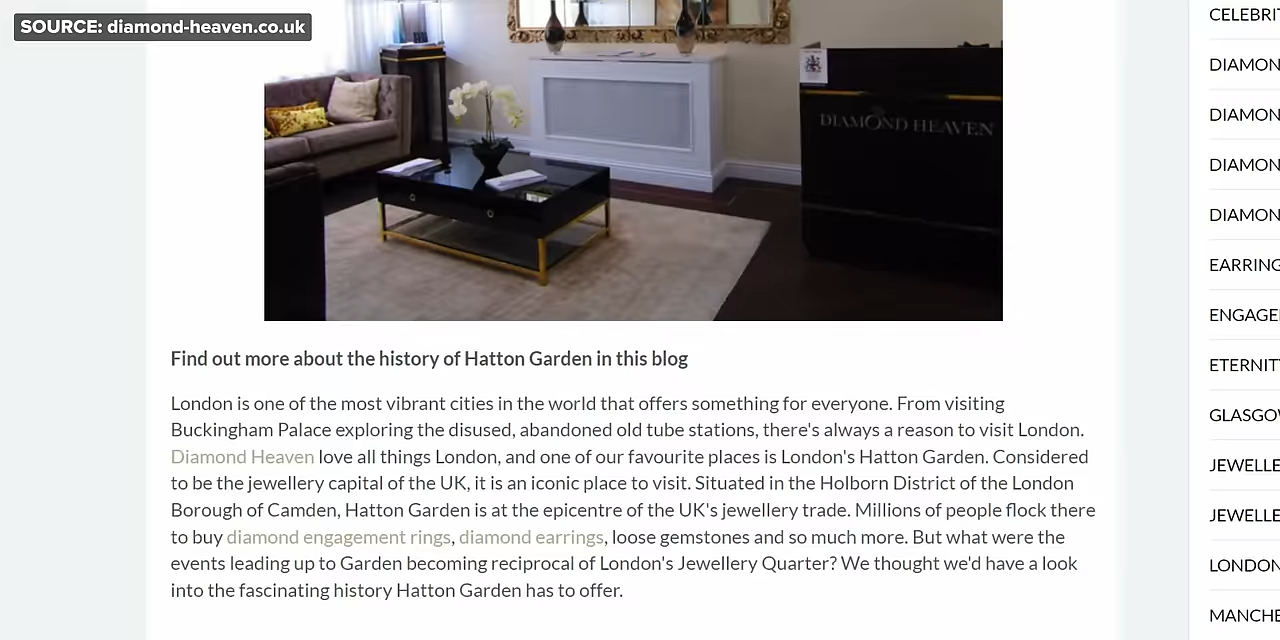 SOURCE: diamond-heaven.co.uk
DIAMOND HEAVEN
Find out more about the history of Hatton Garden in this blog
London is one of the most vibrant cities in the world that offers something for everyone. From visiting
Buckingham Palace exploring the disused, abandoned old tube stations, there's always a reason to visit London.
Diamond Heaven love all things London, and one of our favourite places is London's Hatton Garden. Considered
to be the jewellery capital of the UK, it is an iconic place to visit. Situated in the Holborn District of the London
Borough of Camden, Hatton Garden is at the epicentre of the UK's jewellery trade. Millions of people flock there
to buy diamond engagement rings, diamond earrings, loose gemstones and so much more. But what were the
events leading up to Garden becoming reciprocal of London's Jewellery Quarter? We thought we'd have a look
into the fascinating history Hatton Garden has to offer.
CELEBRIT
DIAMON
DIAMON
DIAMON
DIAMON
EARRING
ENGAGE
ETERNITY
GLASGOW
JEWELLE
JEWELLE
LONDON
MANCHE